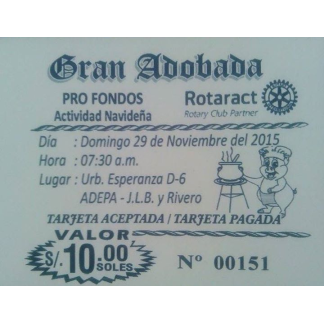 Gran Adobada
PRO FONDOS
Actividad Navideña
Rotaract
Rotary Club Partner
Día : Domingo 29 de Noviembre del 2015
Hora : 07:30 a.m.
Lugar : Urb. Esperanza D-6
ADEPA - J.L.B. y Rivero
TARJETA ACEPTADA / TARJETA PAGADA
VALOR
S/. 10.00
SOLES
Nº 00151